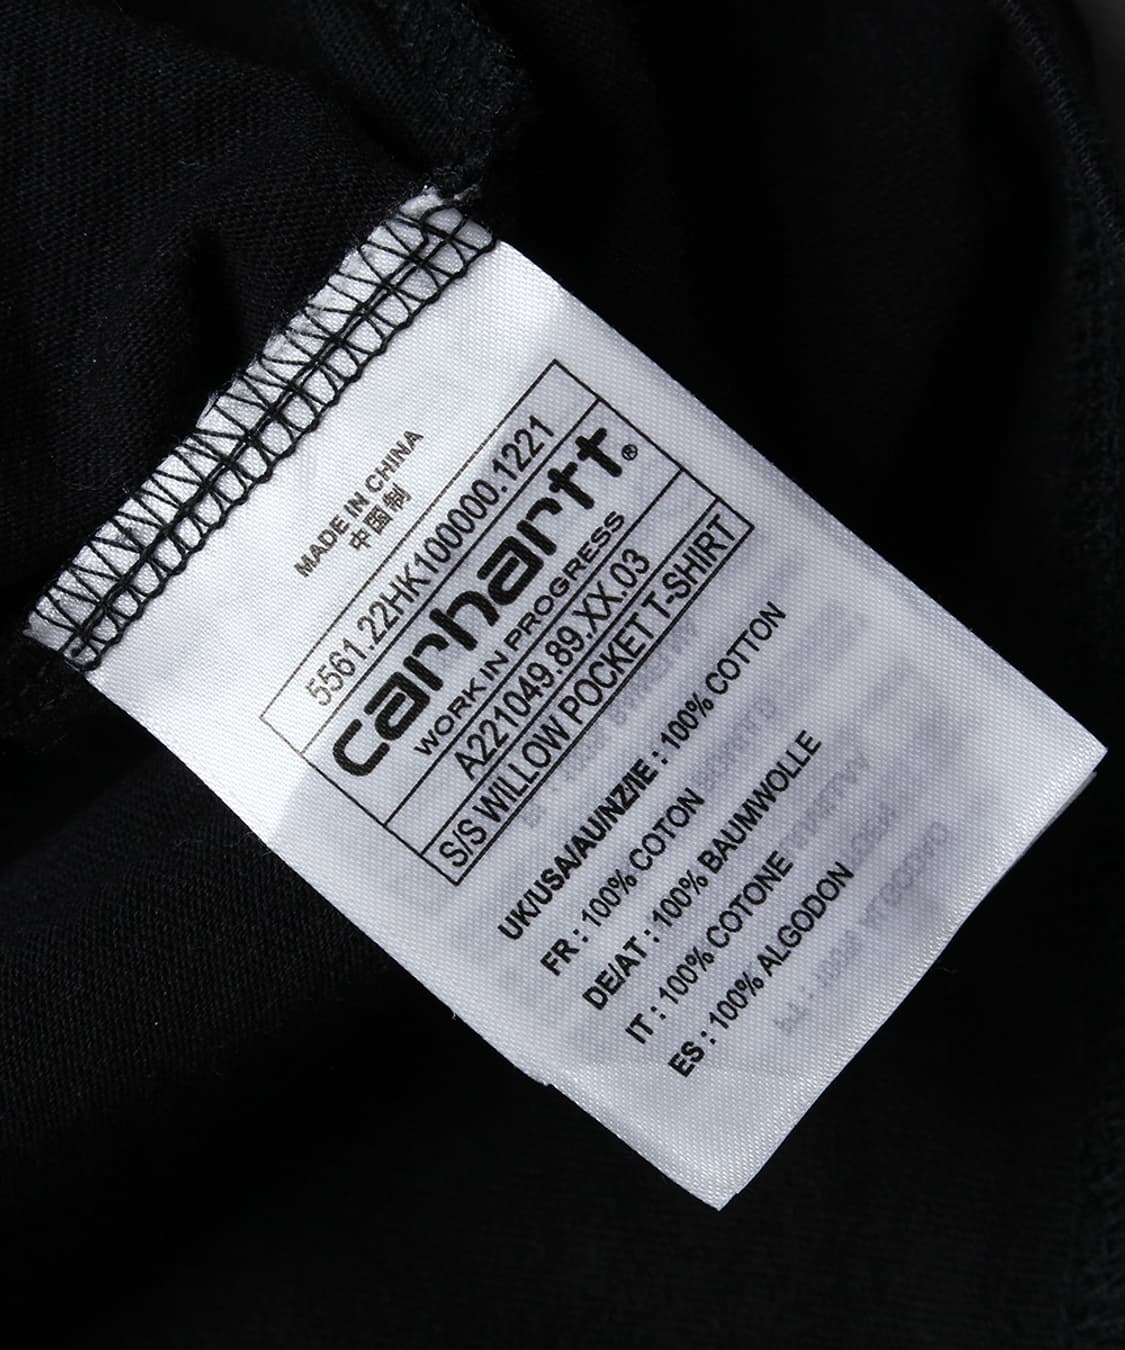 MADE IN CHINA
中国制
5561.22HK100000.1221
carhartt®
WORK IN PROGRESS
A221049.89.XX.03
S/S WILLOW POCKET T-SHIRT
UK/USA/AU/NZ/IE : 100% COTTON
FR : 100% COTON
DE/AT : 100% BAUMWOLLE
IT : 100% COTONE
ES : 100% ALGODON